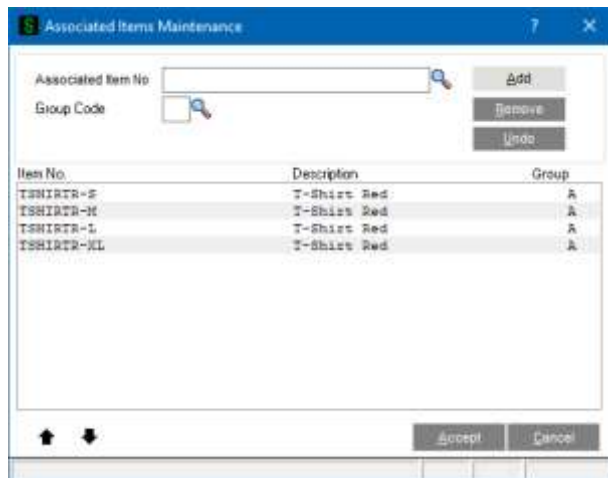 S Associated Items Maintenance ? ×
Associated Item No Add
Group Code Remove
Undo
Item No. Description Group
TSHIRTR-S T-Shirt Red A
TSHIRTR-M T-Shirt Red A
TSHIRTR-L T-Shirt Red A
TSHIRTR-XL T-Shirt Red A
Accept Cancel